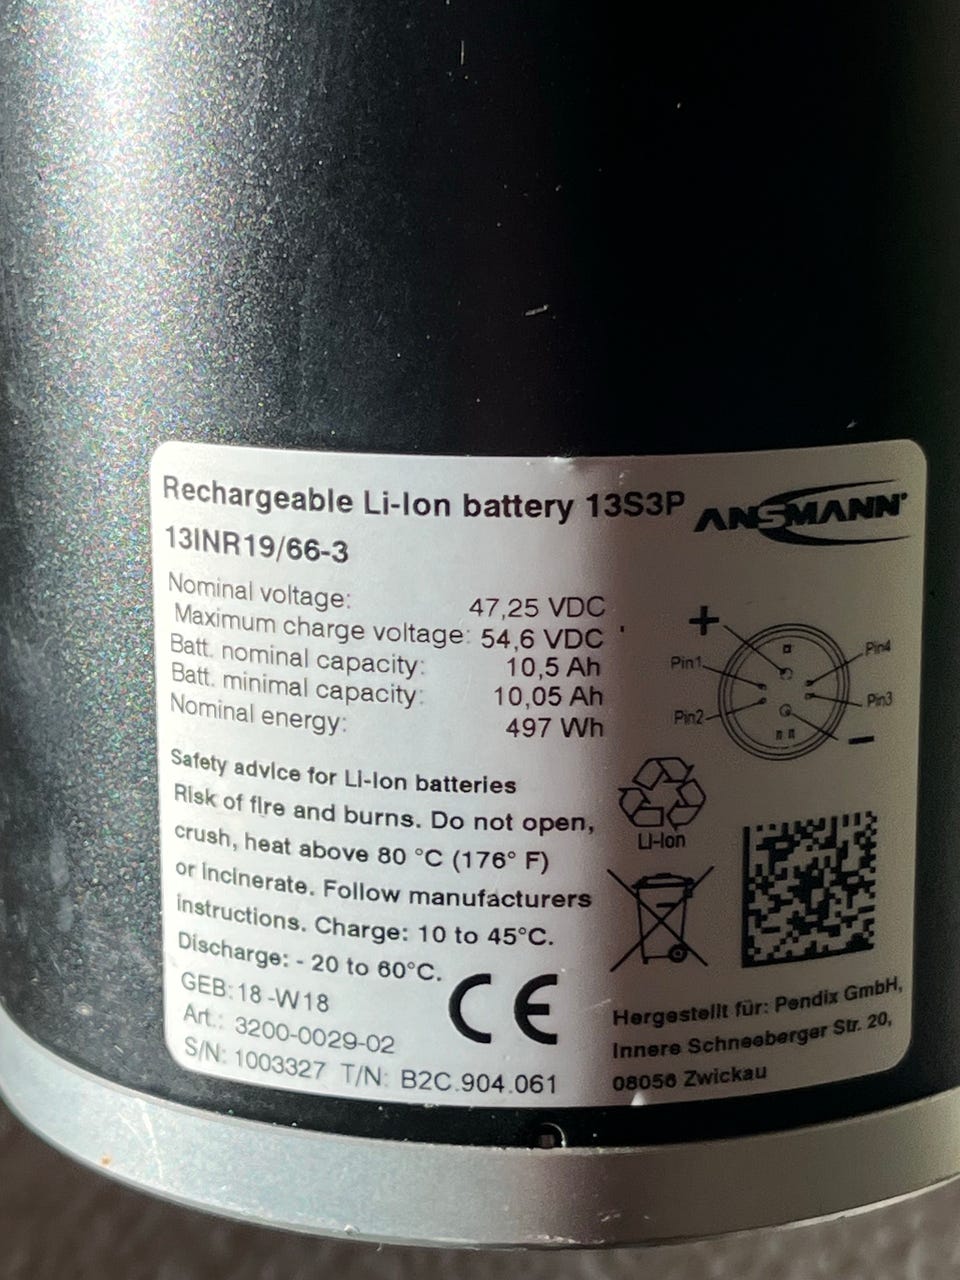 Rechargeable Li-Ion battery 13S3P
ANSMANN
13INR19/66-3
Nominal voltage: 47,25 VDC
Maximum charge voltage: 54,6 VDC
Batt. nominal capacity: 10,5 Ah
Batt. minimal capacity: 10,05 Ah
Nominal energy: 497 Wh
+
Pin1
Pin4
Pin2
Pin3
–
Safety advice for Li-Ion batteries
Risk of fire and burns. Do not open,
crush, heat above 80 °C (176° F)
or incinerate. Follow manufacturers
instructions. Charge: 10 to 45°C.
Discharge: - 20 to 60°C.
Li-Ion
GEB: 18 -W18
CE
Art.: 3200-0029-02
S/N: 1003327 T/N: B2C.904.061
Hergestellt für: Pendix GmbH,
Innere Schneeberger Str. 20,
08056 Zwickau